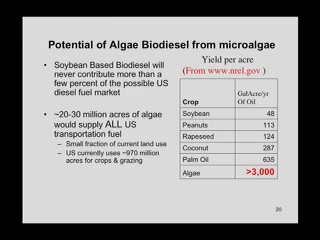 Potential of Algae Biodiesel from microalgae
• Soybean Based Biodiesel will
never contribute more than a
few percent of the possible US
diesel fuel market
• ~20-30 million acres of algae
would supply ALL US
transportation fuel
– Small fraction of current land use
– US currently uses ~970 million
acres for crops & grazing
Yield per acre
(From www.nrel.gov )
Crop Gal/Acre/yr Of Oil
Soybean 48
Peanuts 113
Rapeseed 124
Coconut 287
Palm Oil 635
Algae >3,000
20